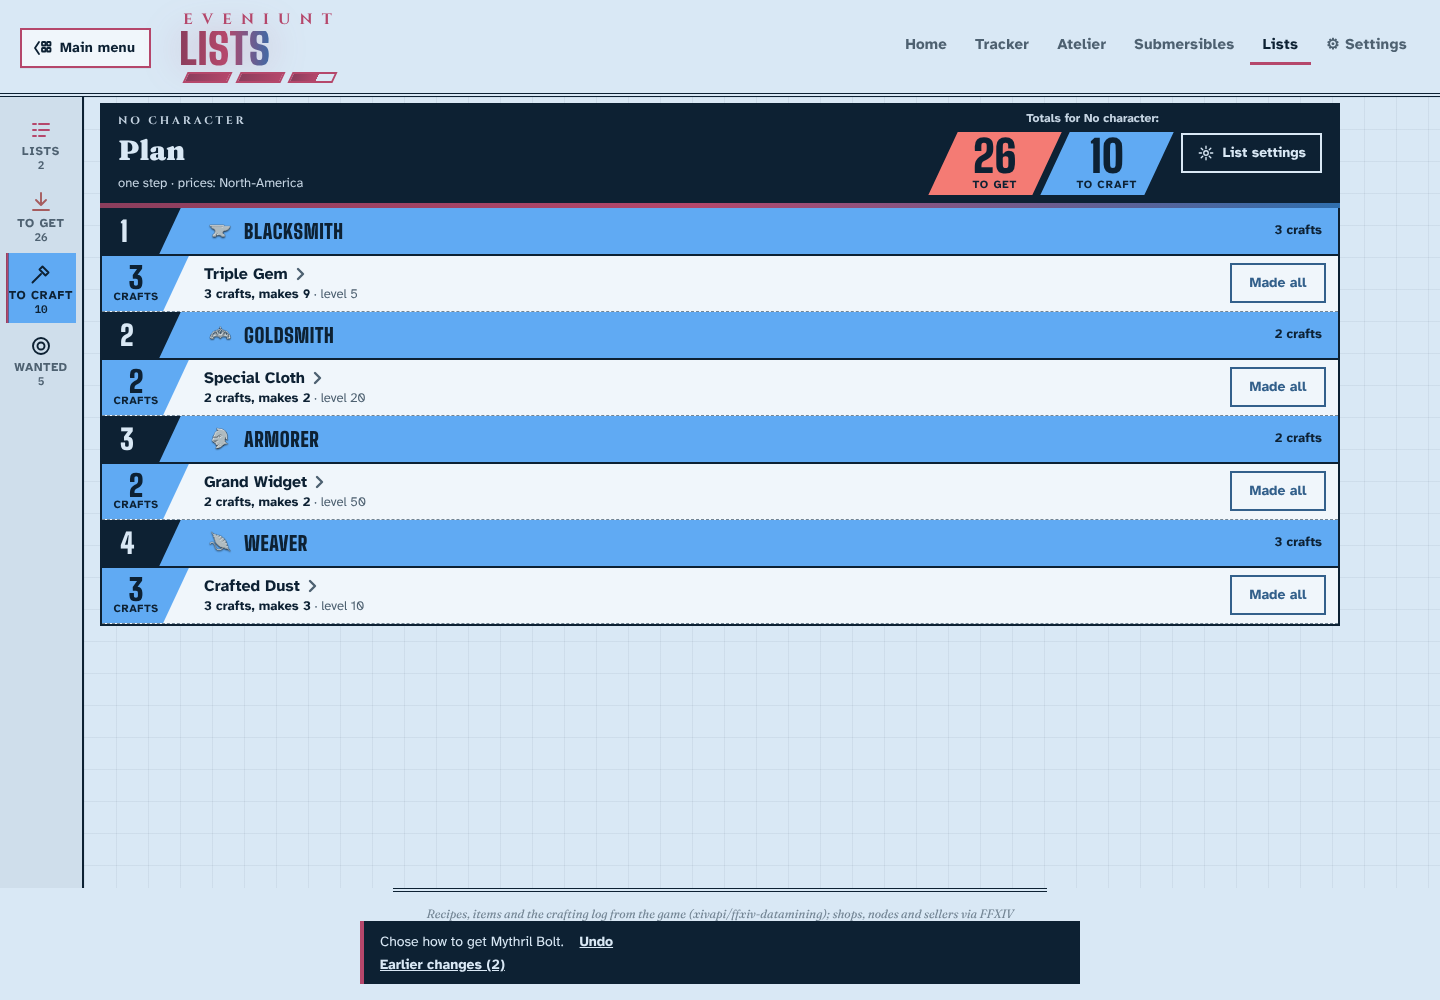 Main menu
EVENIUNT
LISTS
Home
Tracker
Atelier
Submersibles
Lists
⚙ Settings
LISTS
2
TO GET
26
TO CRAFT
10
WANTED
5
NO CHARACTER
Plan
one step · prices: North-America
Totals for No character:
26
TO GET
10
TO CRAFT
List settings
1
BLACKSMITH
3 crafts
3
CRAFTS
Triple Gem
3 crafts, makes 9 · level 5
Made all
2
GOLDSMITH
2 crafts
2
CRAFTS
Special Cloth
2 crafts, makes 2 · level 20
Made all
3
ARMORER
2 crafts
2
CRAFTS
Grand Widget
2 crafts, makes 2 · level 50
Made all
4
WEAVER
3 crafts
3
CRAFTS
Crafted Dust
3 crafts, makes 3 · level 10
Made all
Recipes, items and the crafting log from the game (xivapi/ffxiv-datamining); shops, nodes and sellers via FFXIV
Chose how to get Mythril Bolt. Undo
Earlier changes (2)